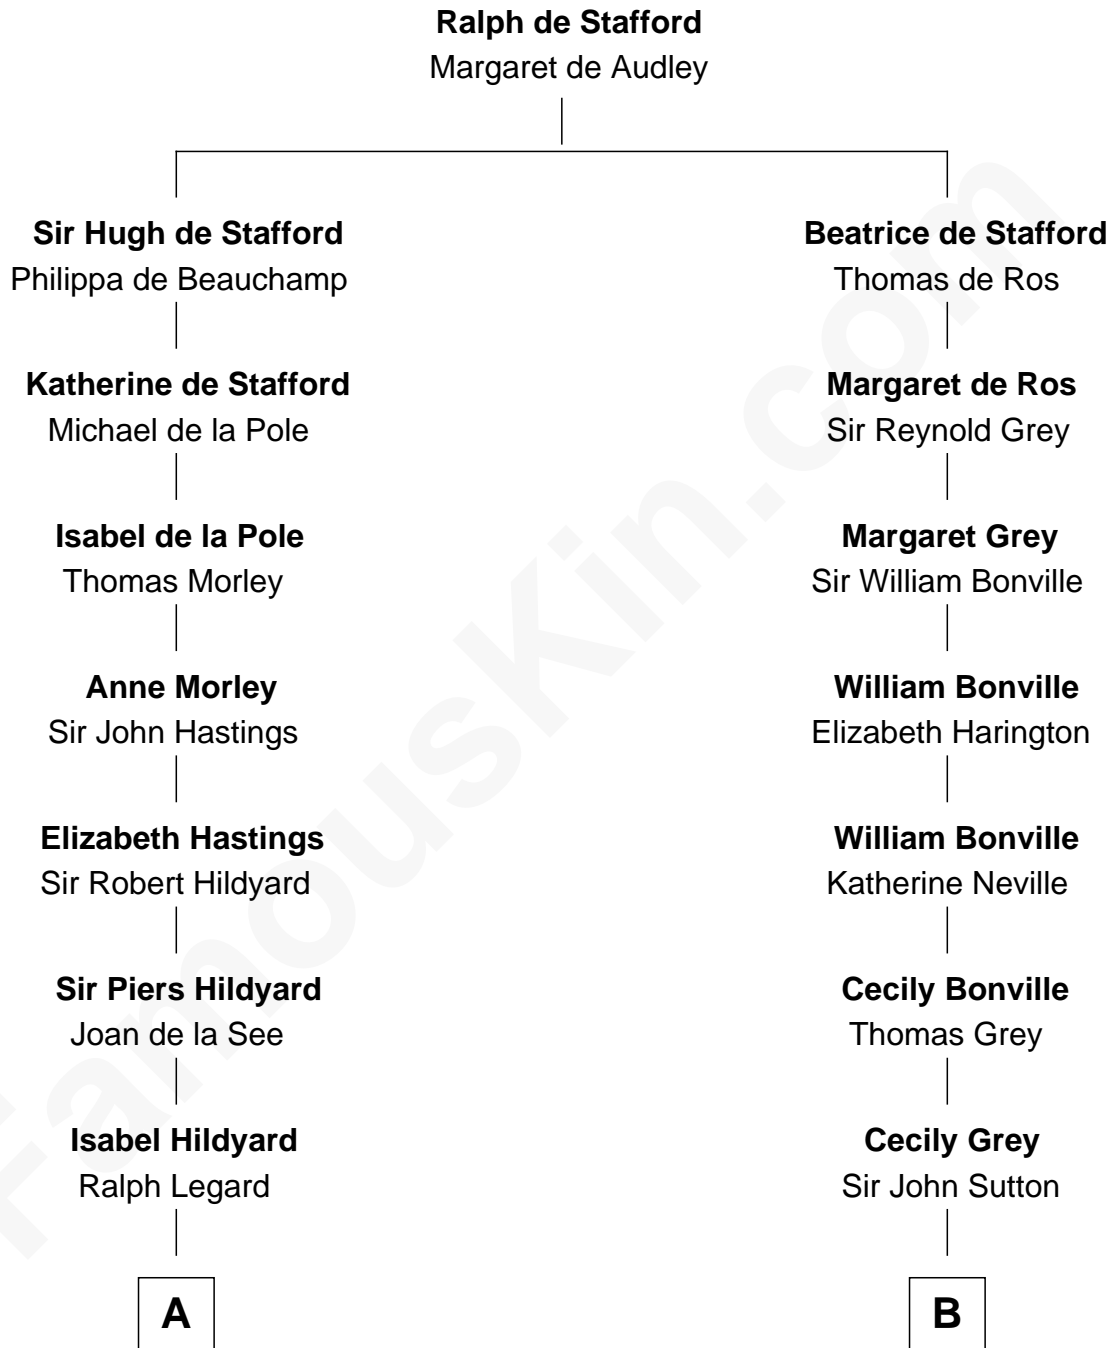 Ralph de Stafford
Margaret de Audley
Sir Hugh de Stafford
Philippa de Beauchamp
Beatrice de Stafford
Thomas de Ros
Katherine de Stafford
Michael de la Pole
Margaret de Ros
Sir Reynold Grey
Isabel de la Pole
Thomas Morley
Margaret Grey
Sir William Bonville
Anne Morley
Sir John Hastings
William Bonville
Elizabeth Harington
Elizabeth Hastings
Sir Robert Hildyard
William Bonville
Katherine Neville
Sir Piers Hildyard
Joan de la See
Cecily Bonville
Thomas Grey
Isabel Hildyard
Ralph Legard
Cecily Grey
Sir John Sutton
A
B
FamousKin.com